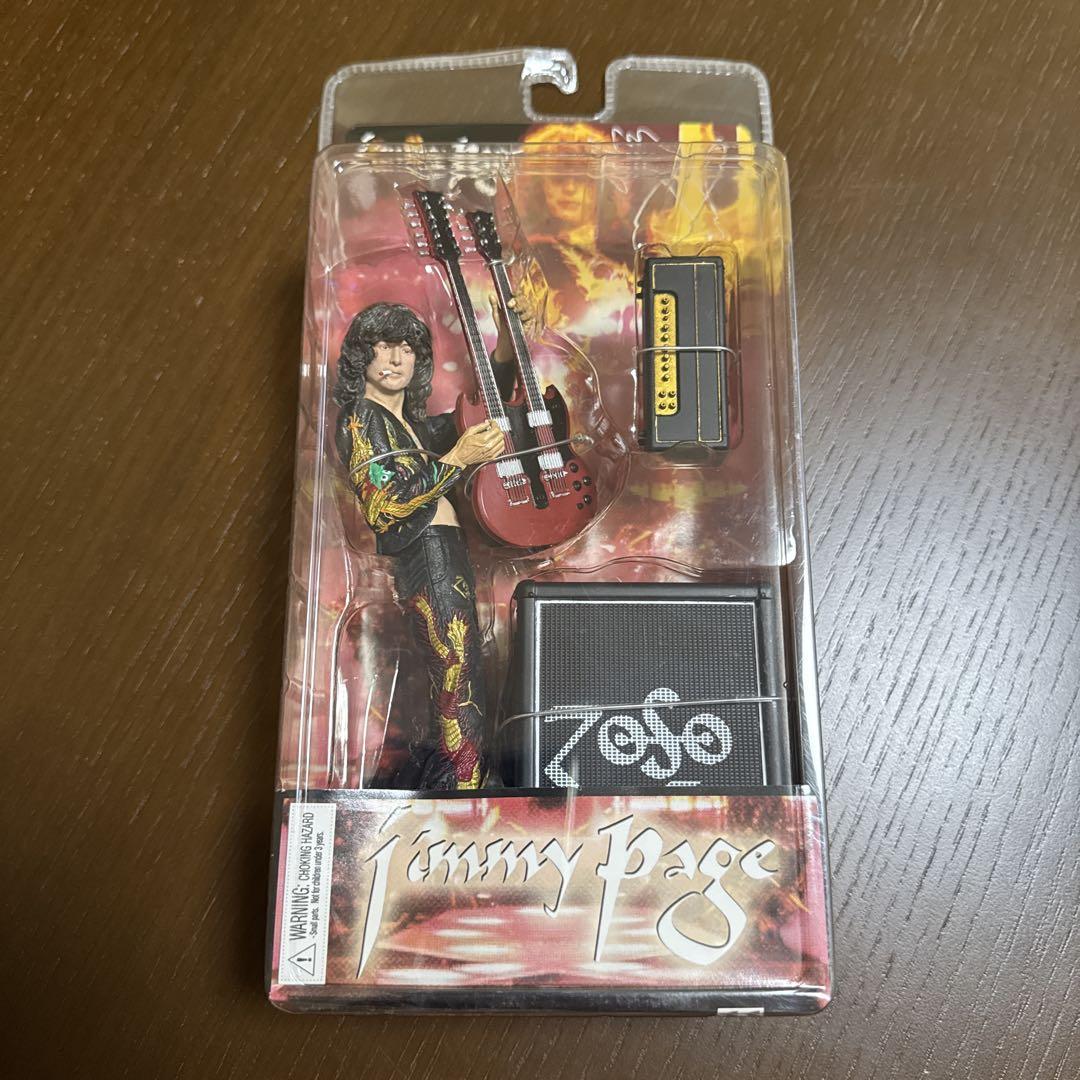 ZOSO
jimmy page
WARNING: CHOKING HAZARD
- Small parts. Not for children under 3 years.